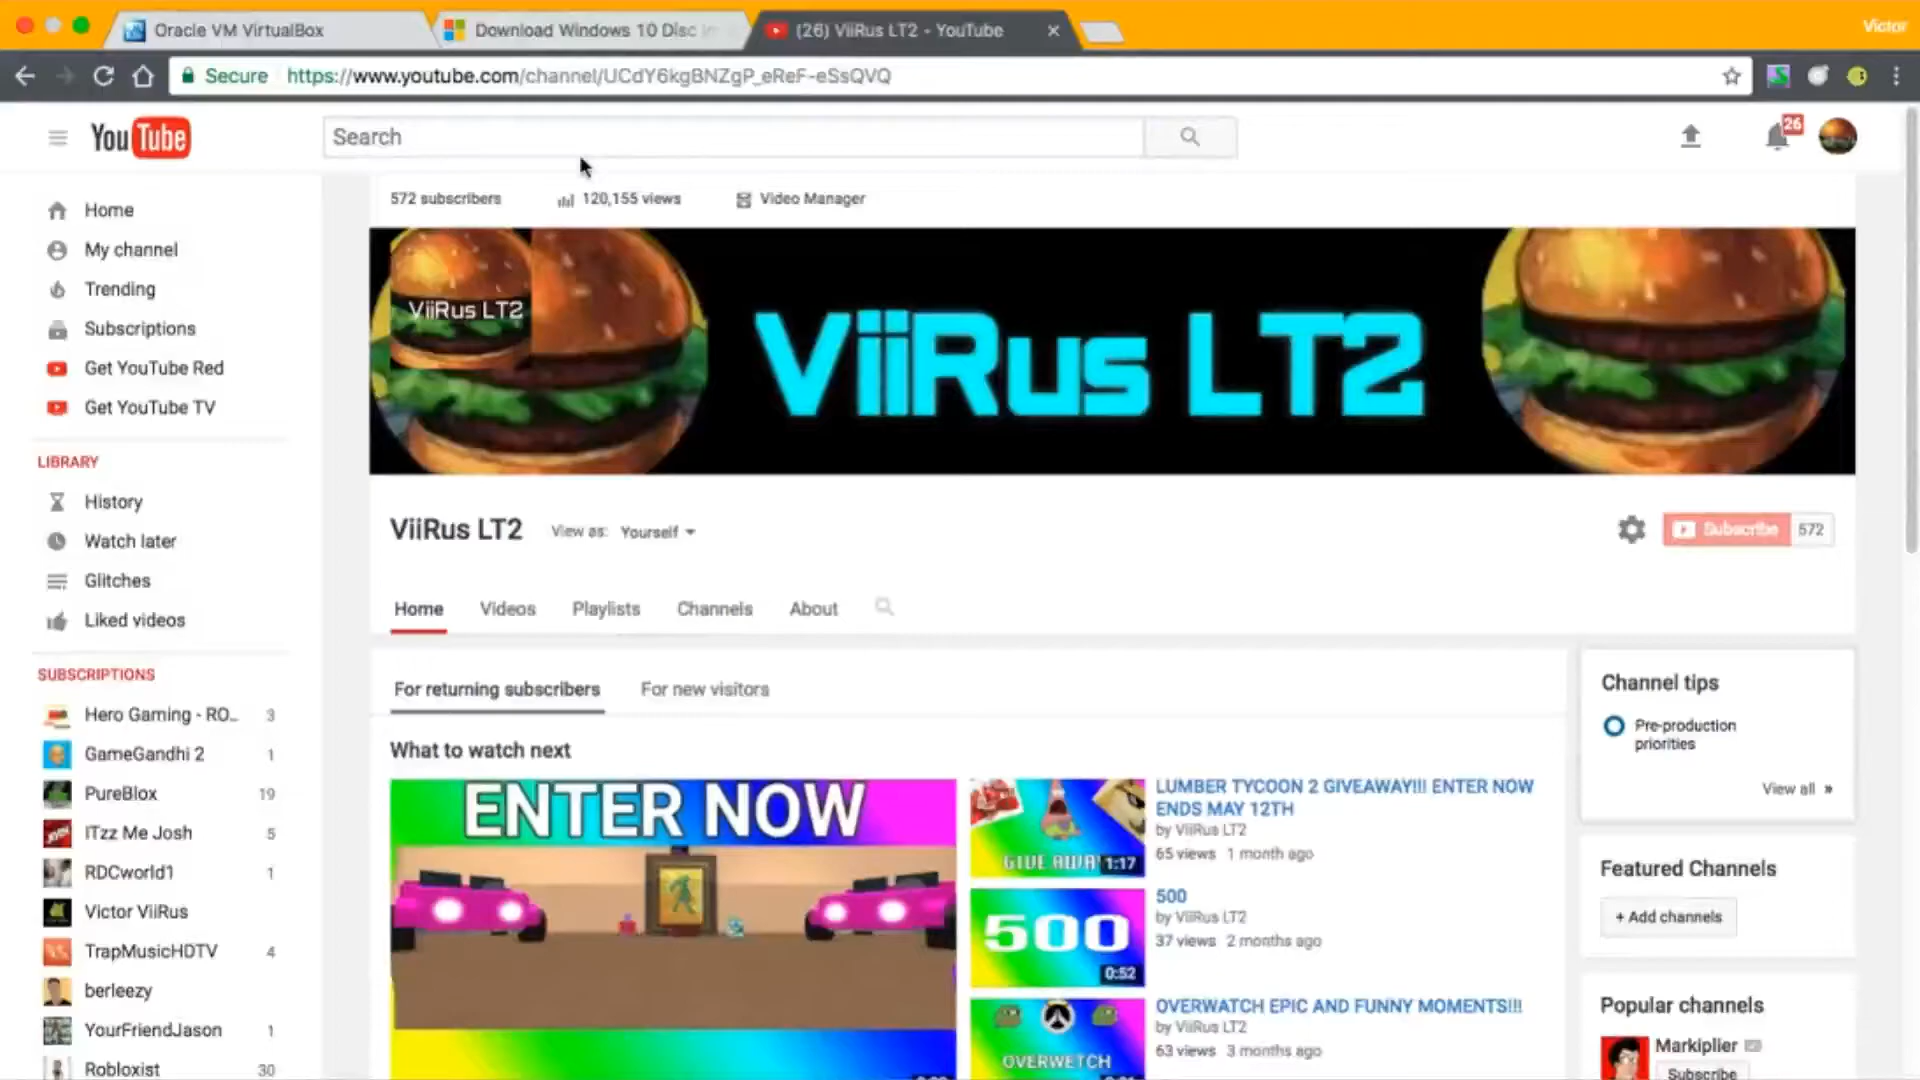 Oracle VM VirtualBox
Download Windows 10 Disc Im
(26) ViiRus LT2 - YouTube
Victor
Secure https://www.youtube.com/channel/UCdY6kgBNZgP_eReF-eSsQVQ
YouTube
Search
26
572 subscribers
120,155 views
Video Manager
Home
My channel
Trending
Subscriptions
Get YouTube Red
Get YouTube TV
LIBRARY
History
Watch later
Glitches
Liked videos
SUBSCRIPTIONS
Hero Gaming - RO... 3
GameGandhi 2 1
PureBlox 19
ITzz Me Josh 5
RDCworld1 1
Victor ViiRus
TrapMusicHDTV 4
berleezy
YourFriendJason 1
Robloxist 30
ViiRus LT2
ViiRus LT2
ViiRus LT2
View as: Yourself
Subscribe 572
Home
Videos
Playlists
Channels
About
For returning subscribers
For new visitors
What to watch next
ENTER NOW
GIVE AWA
1:17
LUMBER TYCOON 2 GIVEAWAY!!! ENTER NOW
ENDS MAY 12TH
by ViiRus LT2
65 views 1 month ago
500
0:52
500
by ViiRus LT2
37 views 2 months ago
OVERWETCH
OVERWATCH EPIC AND FUNNY MOMENTS!!!
by ViiRus LT2
63 views 3 months ago
Channel tips
Pre-production
priorities
View all »
Featured Channels
+ Add channels
Popular channels
Markiplier
Subscribe